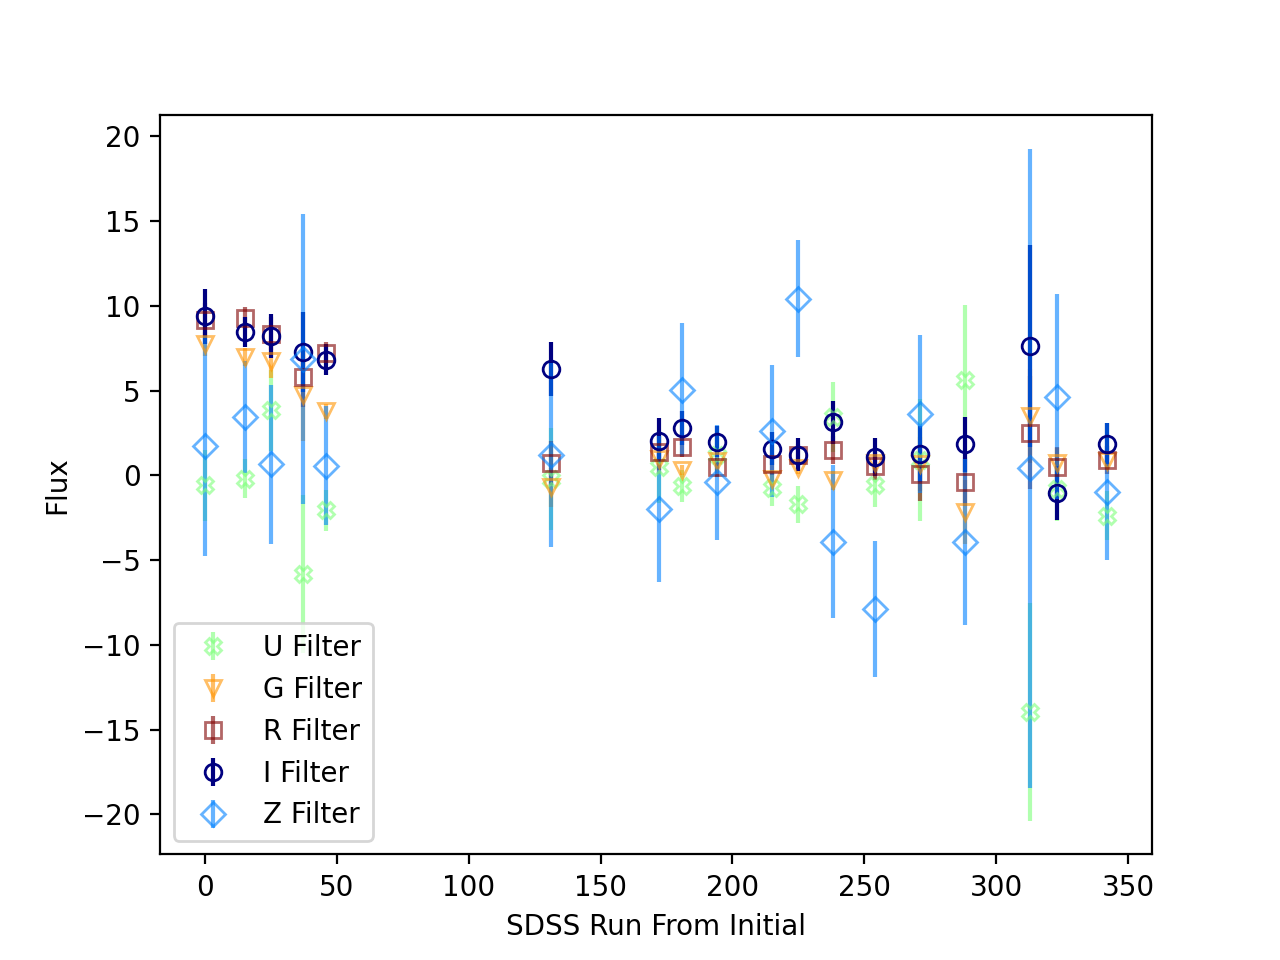 20
15
10
5
0
−5
−10
−15
−20
Flux
U Filter
G Filter
R Filter
I Filter
Z Filter
0 50 100 150 200 250 300 350
SDSS Run From Initial